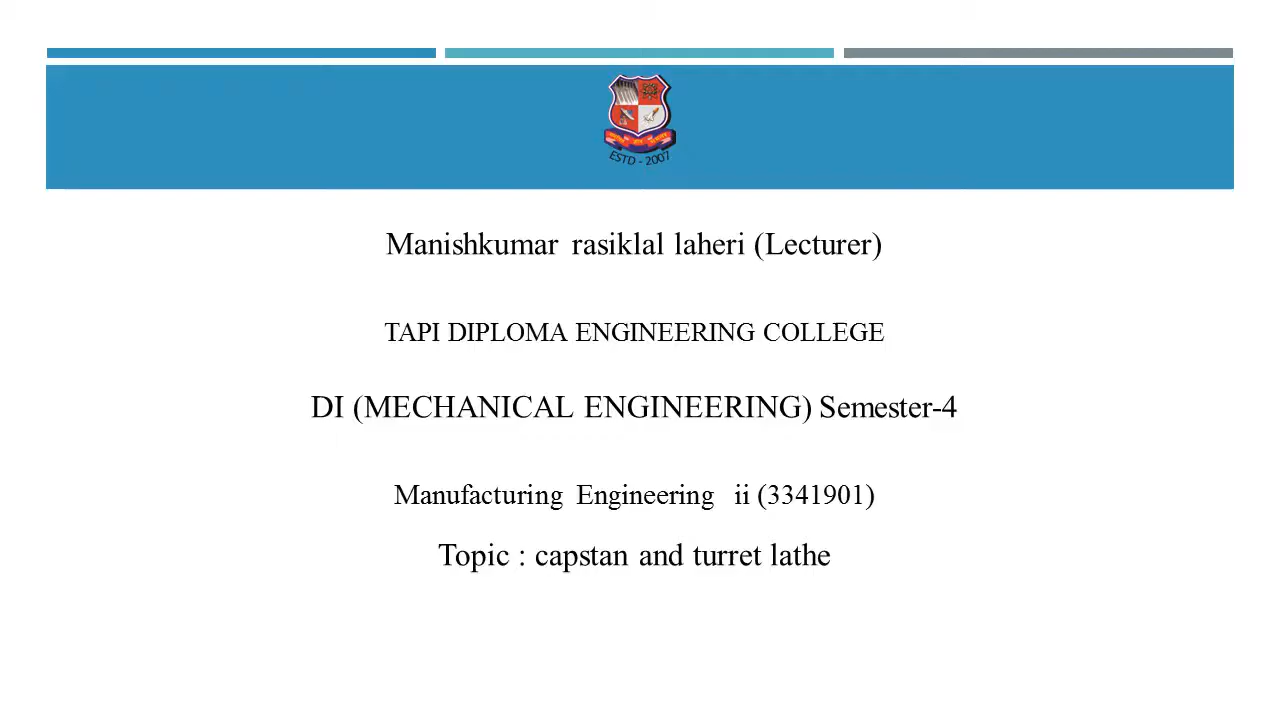 ESTD - 2007
Manishkumar rasiklal laheri (Lecturer)
TAPI DIPLOMA ENGINEERING COLLEGE
DI (MECHANICAL ENGINEERING) Semester-4
Manufacturing Engineering ii (3341901)
Topic : capstan and turret lathe